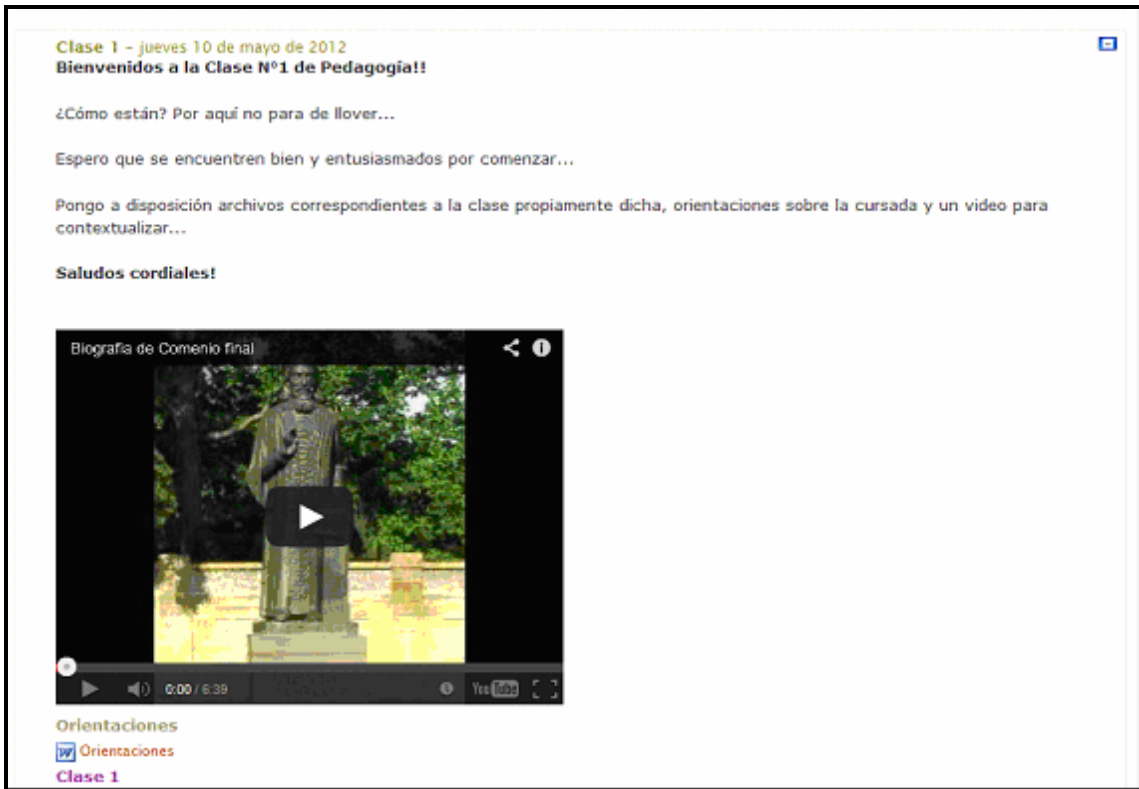 Clase 1 - jueves 10 de mayo de 2012
Bienvenidos a la Clase Nº1 de Pedagogía!!
¿Cómo están? Por aquí no para de llover...
Espero que se encuentren bien y entusiasmados por comenzar...
Pongo a disposición archivos correspondientes a la clase propiamente dicha, orientaciones sobre la cursada y un video para
contextualizar...
Saludos cordiales!
Biografia de Comenio final
0:00 / 6:39
YouTube
Orientaciones
Orientaciones
Clase 1